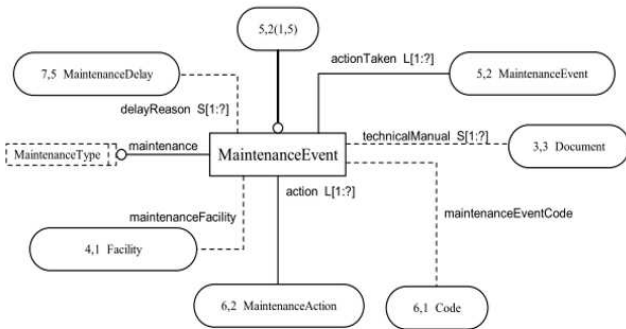 5,2(1,5)
actionTaken L[1:?]
7,5 MaintenanceDelay
5,2 MaintenanceEvent
delayReason S[1:?]
technicalManual S[1:?]
MaintenanceType
maintenance
MaintenanceEvent
3,3 Document
action L[1:?]
maintenanceFacility
maintenanceEventCode
4,1 Facility
6,2 MaintenanceAction
6,1 Code